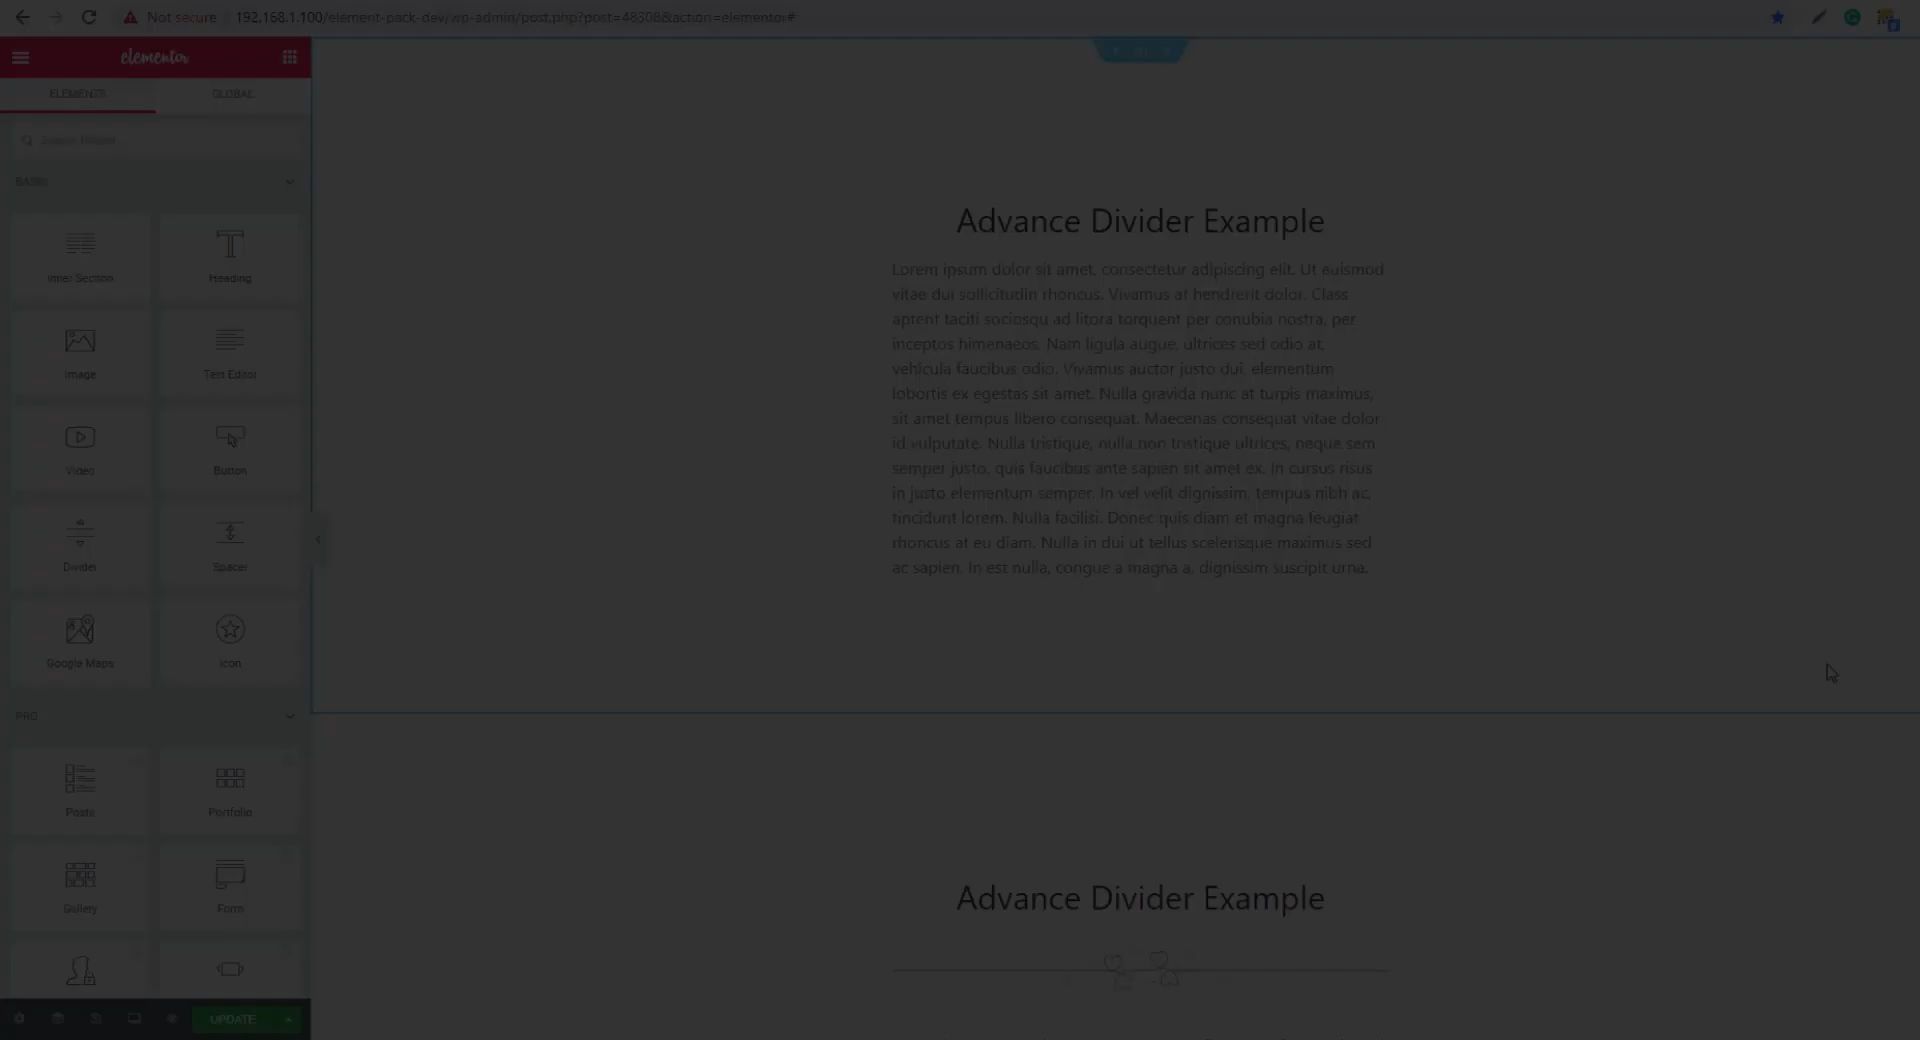 Not secure
192.168.1.100/element-pack-dev/wp-admin/post.php?post=48508&action=elementor#
elementor
ELEMENTS
GLOBAL
Search Widget
BASIC
Inner Section
Heading
Image
Text Editor
Video
Button
Divider
Spacer
Google Maps
Icon
PRO
Posts
Portfolio
Gallery
Form
UPDATE
Advance Divider Example
Lorem ipsum dolor sit amet, consectetur adipiscing elit. Ut euismod
vitae dui sollicitudin rhoncus. Vivamus at hendrerit dolor. Class
aptent taciti sociosqu ad litora torquent per conubia nostra, per
inceptos himenaeos. Nam ligula augue, ultrices sed odio at,
vehicula faucibus odio. Vivamus auctor justo dui, elementum
lobortis ex egestas sit amet. Nulla gravida nunc at turpis maximus,
sit amet tempus libero consequat. Maecenas consequat vitae dolor
id vulputate. Nulla tristique, nulla non tristique ultrices, neque sem
semper justo, quis faucibus ante sapien sit amet ex. In cursus risus
in justo elementum semper. In vel velit dignissim, tempus nibh ac,
tincidunt lorem. Nulla facilisi. Donec quis diam et magna feugiat
rhoncus at eu diam. Nulla in dui ut tellus scelerisque maximus sed
ac sapien. In est nulla, congue a magna a, dignissim suscipit urna.
Advance Divider Example